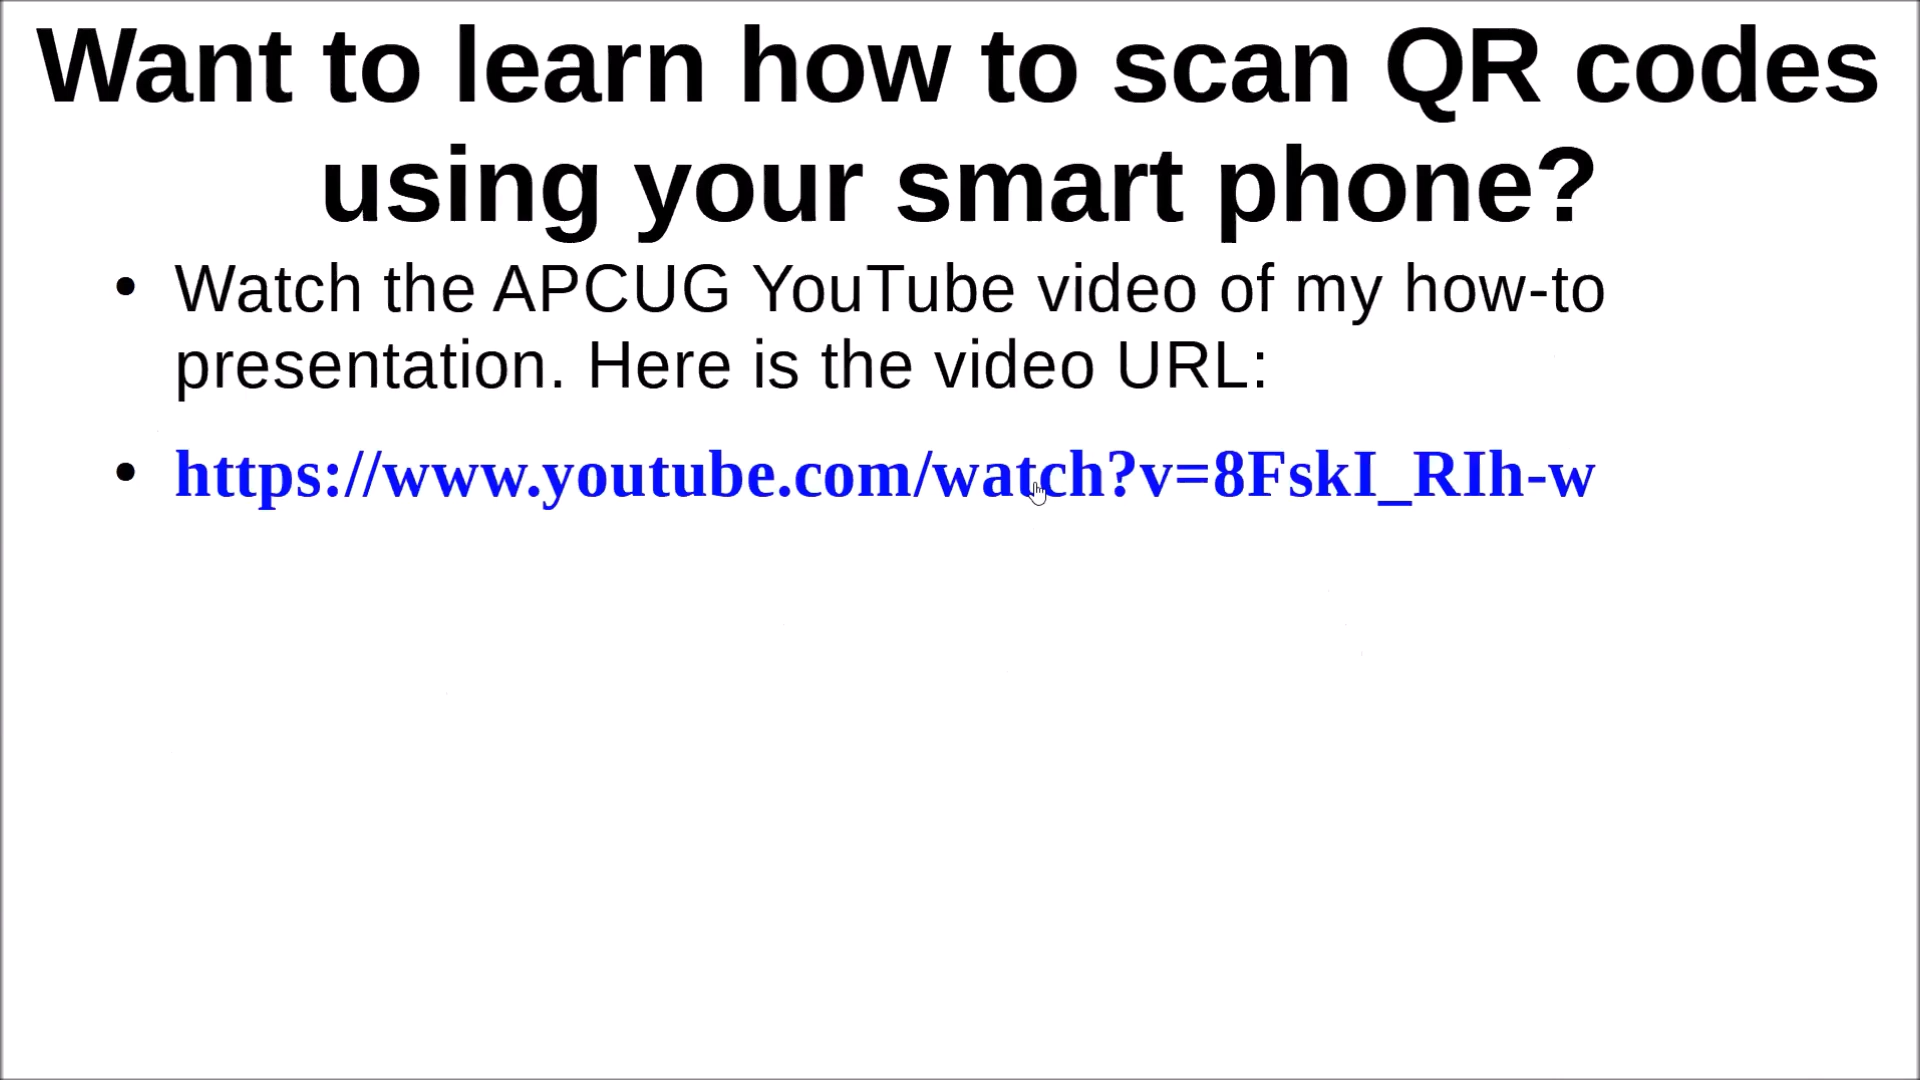 Want to learn how to scan QR codes
using your smart phone?
• Watch the APCUG YouTube video of my how-to
presentation. Here is the video URL:
• https://www.youtube.com/watch?v=8FskI_RIh-w